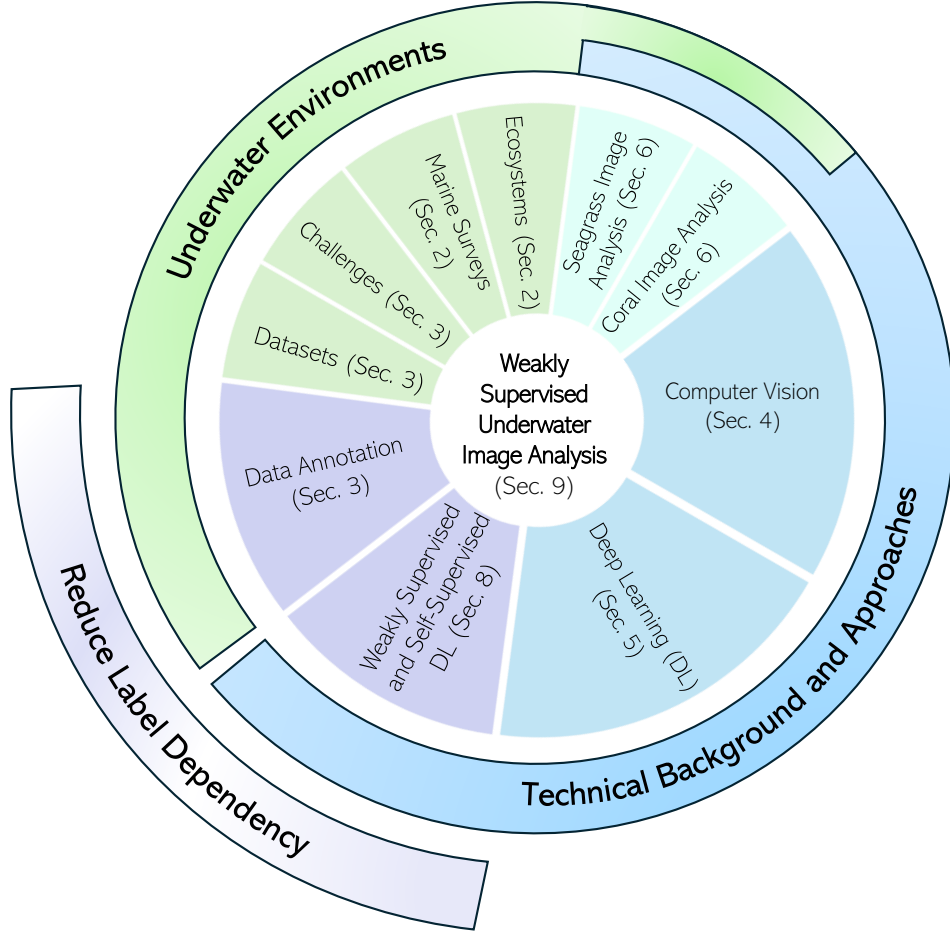 Underwater Environments
Ecosystems (Sec. 2)
Seagrass Image
Analysis (Sec. 6)
Marine Surveys
(Sec. 2)
Coral Image Analysis
(Sec. 6)
Challenges (Sec. 3)
Datasets (Sec. 3)
Weakly
Supervised
Underwater
Image Analysis
(Sec. 9)
Computer Vision
(Sec. 4)
Data Annotation
(Sec. 3)
Weakly Supervised
and Self-Supervised
DL (Sec. 8)
Deep Learning (DL)
(Sec. 5)
Technical Background and Approaches
Reduce Label Dependency